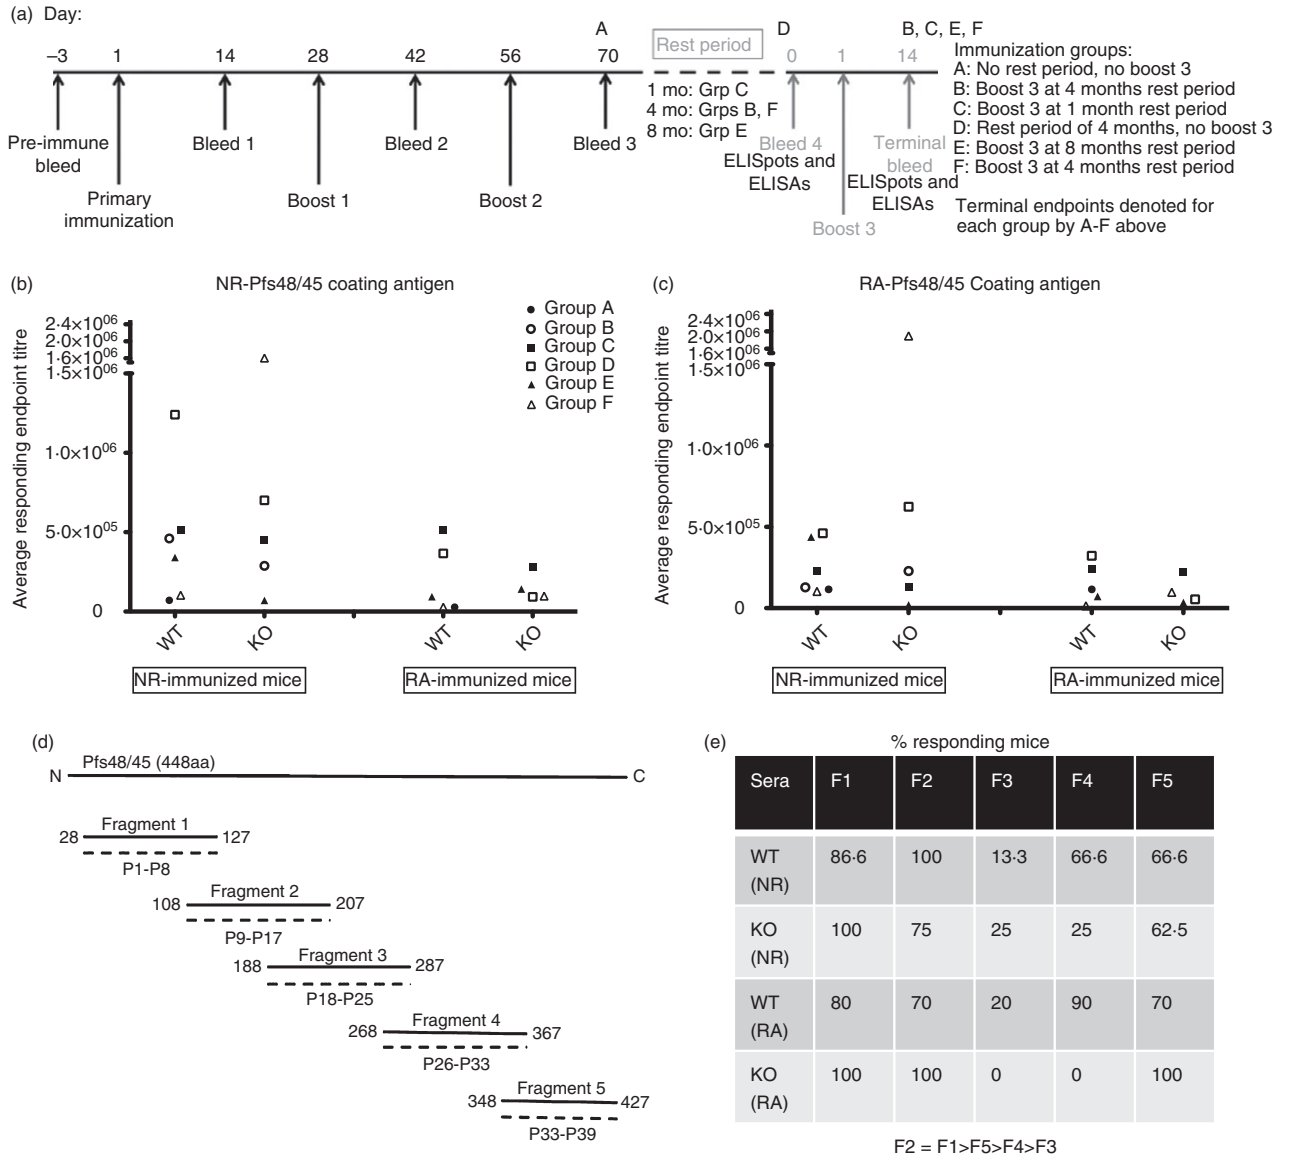 (a) Day:
A
D
B, C, E, F
–3
1
14
28
42
56
70
Rest period
0
1
14
Pre-immune
bleed
Primary
immunization
Bleed 1
Boost 1
Bleed 2
Boost 2
Bleed 3
1 mo: Grp C
4 mo: Grps B, F
8 mo: Grp E
Bleed 4
ELISpots and
ELISAs
Boost 3
Terminal
bleed
ELISpots and
ELISAs
Immunization groups:
A: No rest period, no boost 3
B: Boost 3 at 4 months rest period
C: Boost 3 at 1 month rest period
D: Rest period of 4 months, no boost 3
E: Boost 3 at 8 months rest period
F: Boost 3 at 4 months rest period
Terminal endpoints denoted for
each group by A-F above
(b)
NR-Pfs48/45 coating antigen
Average responding endpoint titre
2·4×10⁰⁶
2·0×10⁰⁶
1·6×10⁰⁶
1·5×10⁰⁶
1·0×10⁰⁶
5·0×10⁰⁵
0
Group A
Group B
Group C
Group D
Group E
Group F
WT
KO
WT
KO
NR-immunized mice
RA-immunized mice
(c)
RA-Pfs48/45 Coating antigen
Average responding endpoint titre
2·4×10⁰⁶
2·0×10⁰⁶
1·6×10⁰⁶
1·5×10⁰⁶
1·0×10⁰⁶
5·0×10⁰⁵
0
WT
KO
WT
KO
NR-immunized mice
RA-immunized mice
(d)
Pfs48/45 (448aa)
N
C
Fragment 1
28
127
P1-P8
Fragment 2
108
207
P9-P17
Fragment 3
188
287
P18-P25
Fragment 4
268
367
P26-P33
Fragment 5
348
427
P33-P39
(e)
% responding mice
Sera F1 F2 F3 F4 F5
WT 86·6 100 13·3 66·6 66·6
(NR)
KO 100 75 25 25 62·5
(NR)
WT 80 70 20 90 70
(RA)
KO 100 100 0 0 100
(RA)
F2 = F1>F5>F4>F3